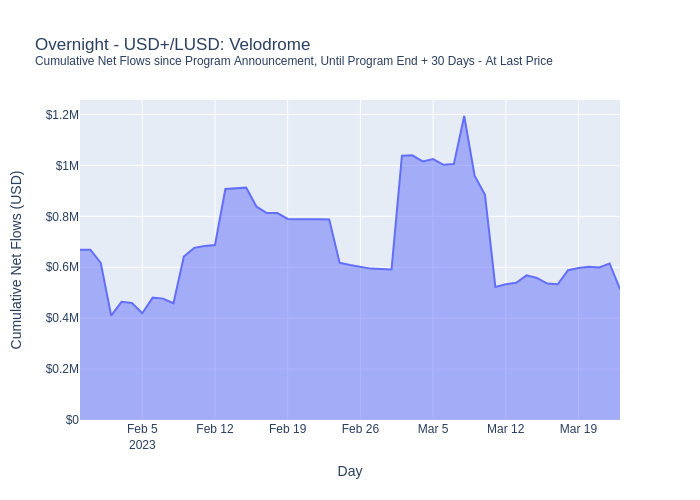 Overnight - USD+/LUSD: Velodrome
Cumulative Net Flows since Program Announcement, Until Program End + 30 Days - At Last Price
Cumulative Net Flows (USD)
$1.2M
$1M
$0.8M
$0.6M
$0.4M
$0.2M
$0
Feb 5 Feb 12 Feb 19 Feb 26 Mar 5 Mar 12 Mar 19
2023
Day